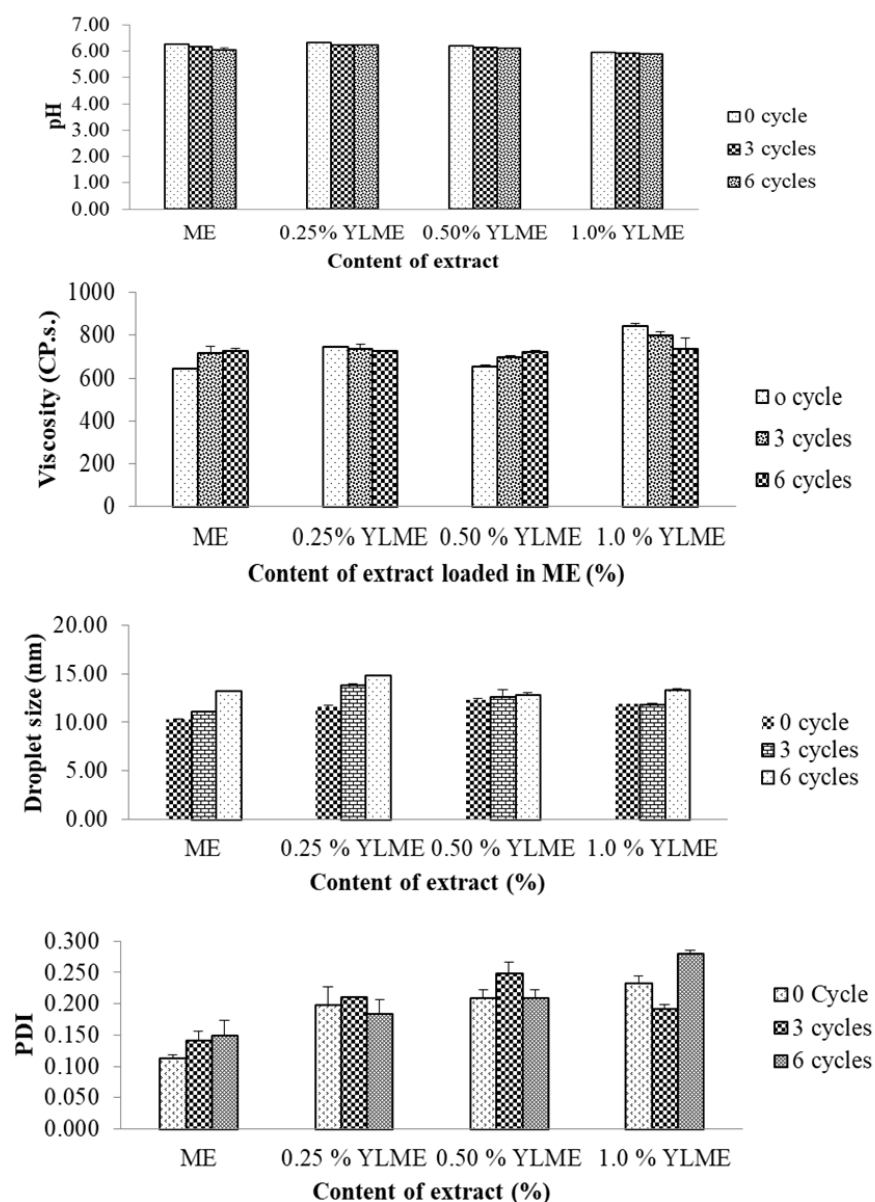 7.00
6.00
5.00
4.00
3.00
2.00
1.00
0.00
pH
ME
0.25% YLME
0.50% YLME
1.0% YLME
Content of extract
0 cycle
3 cycles
6 cycles
1000
800
600
400
200
0
Viscosity (CP.s.)
ME
0.25% YLME
0.50 % YLME
1.0 % YLME
Content of extract loaded in ME (%)
o cycle
3 cycles
6 cycles
20.00
15.00
10.00
5.00
0.00
Droplet size (nm)
ME
0.25 % YLME
0.50 % YLME
1.0 % YLME
Content of extract (%)
0 cycle
3 cycles
6 cycles
0.300
0.250
0.200
0.150
0.100
0.050
0.000
PDI
ME
0.25 % YLME
0.50 % YLME
1.0 % YLME
Content of extract (%)
0 Cycle
3 cycles
6 cycles